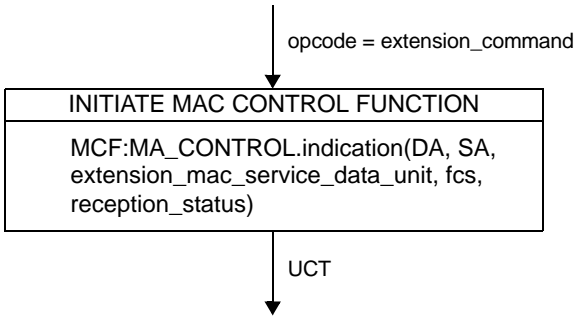 opcode = extension_command
INITIATE MAC CONTROL FUNCTION
MCF:MA_CONTROL.indication(DA, SA,
extension_mac_service_data_unit, fcs,
reception_status)
UCT